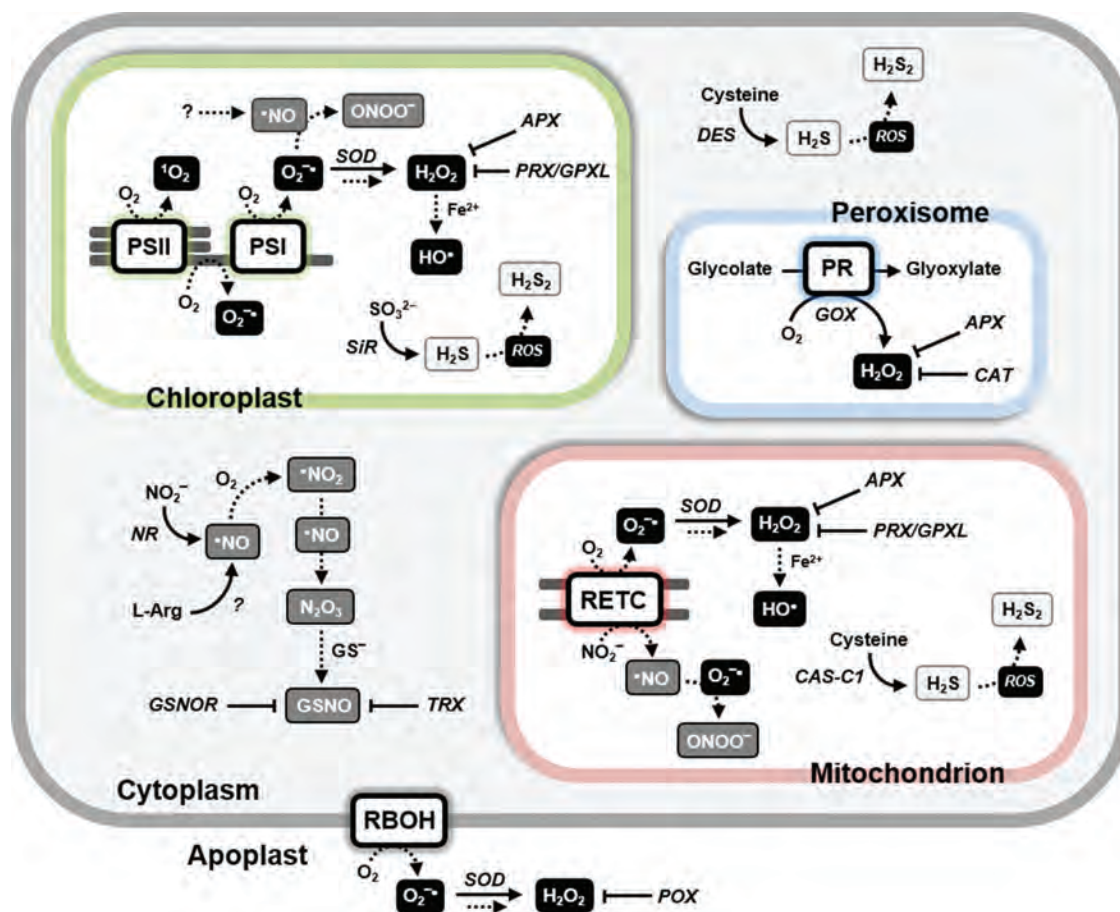 H₂S₂
Cysteine
DES
H₂S
ROS
? •NO ONOO⁻
APX
¹O₂ O₂⁻• SOD H₂O₂ PRX/GPXL
O₂ O₂ Fe²⁺
PSII PSI HO•
O₂ O₂⁻•
H₂S₂
SO₃²⁻
SiR H₂S ROS
Chloroplast
Peroxisome
Glycolate PR Glyoxylate
O₂ GOX APX
H₂O₂ CAT
NO₂⁻ O₂ •NO₂
NR •NO •NO
L-Arg ? N₂O₃
GS⁻
GSNOR GSNO TRX
APX
O₂⁻• SOD H₂O₂ PRX/GPXL
O₂ Fe²⁺
RETC HO•
NO₂⁻
•NO O₂⁻•
ONOO⁻
H₂S₂
Cysteine
CAS-C1 H₂S ROS
Mitochondrion
Cytoplasm
RBOH
Apoplast
O₂
O₂⁻• SOD H₂O₂ POX